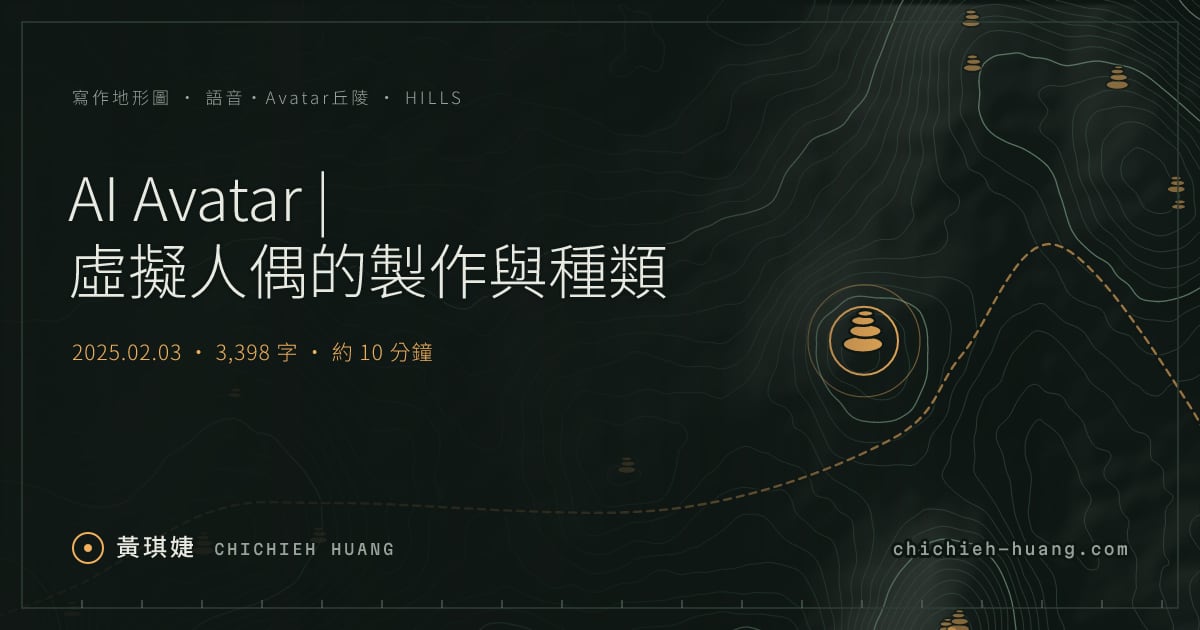 寫作地形圖 · 語音·Avatar丘陵 · HILLS
AI Avatar |
虛擬人偶的製作與種類
2025.02.03 · 3,398 字 · 約 10 分鐘
黃琪婕 CHICHIEH HUANG
chichieh-huang.com